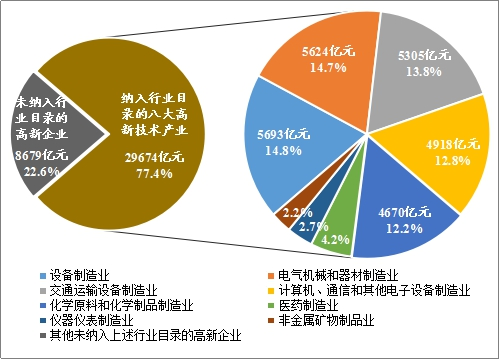 未纳入行
业目录的
高新企业
8679亿元
22.6%
纳入行业目
录的八大高
新技术产业
29674亿元
77.4%
5624亿元
14.7%
5305亿元
13.8%
4918亿元
12.8%
4670亿元
12.2%
4.2%
2.7%
2.2%
5693亿元
14.8%
设备制造业
电气机械和器材制造业
交通运输设备制造业
计算机、通信和其他电子设备制造业
化学原料和化学制品制造业
医药制造业
仪器仪表制造业
非金属矿物制品业
其他未纳入上述行业目录的高新企业